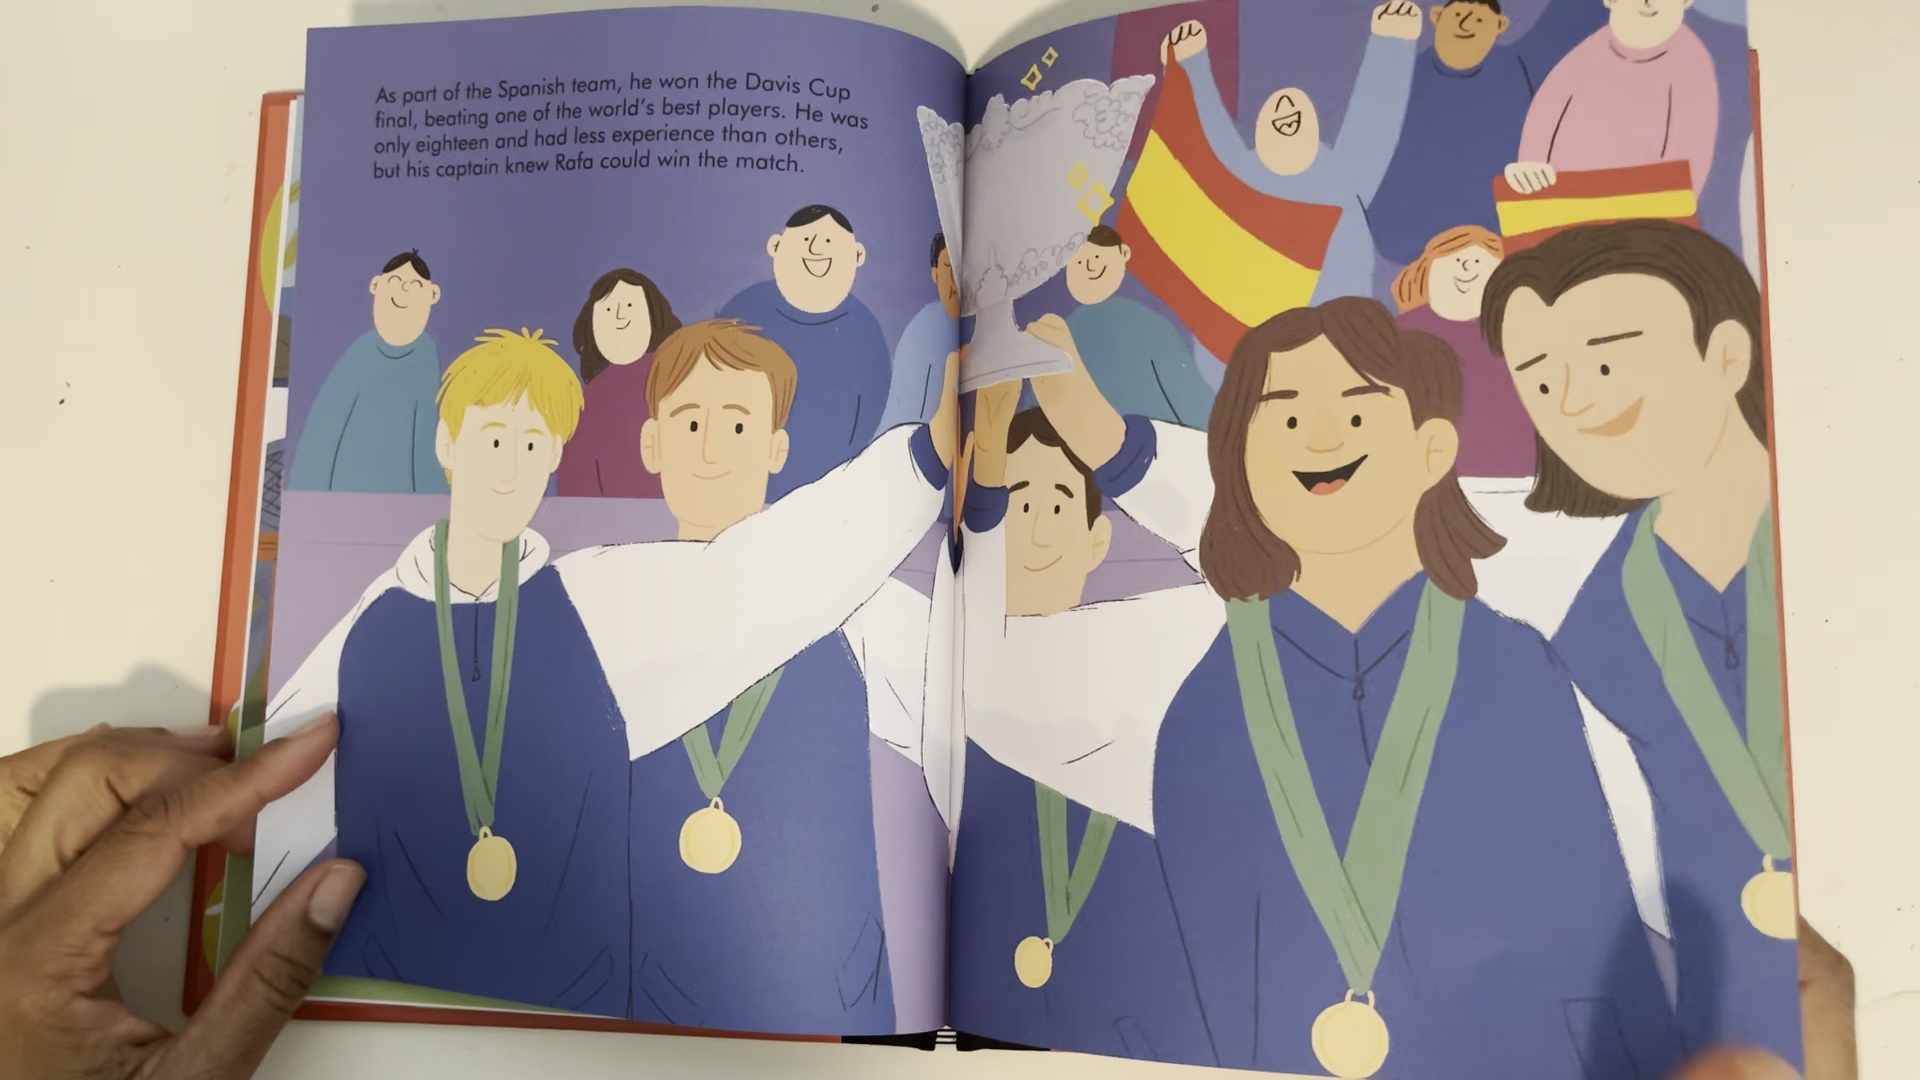 As part of the Spanish team, he won the Davis Cup
final, beating one of the world's best players. He was
only eighteen and had less experience than others,
but his captain knew Rafa could win the match.